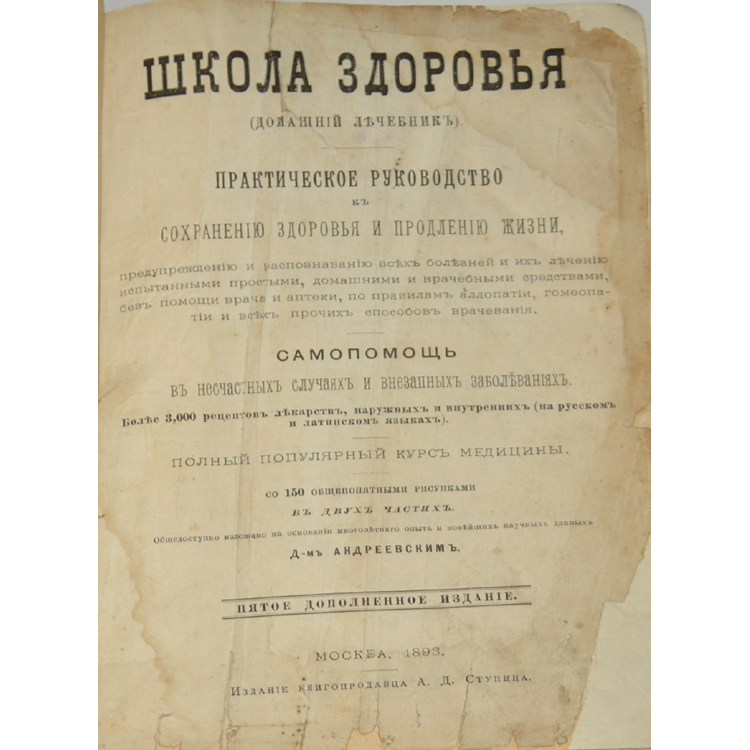 ШКОЛА ЗДОРОВЬЯ
(ДОМАШНІЙ ЛѢЧЕБНИКЪ).
ПРАКТИЧЕСКОЕ РУКОВОДСТВО
КЪ
СОХРАНЕНІЮ ЗДОРОВЬЯ И ПРОДЛЕНІЮ ЖИЗНИ,
предупрежденію и распознаванію всѣхъ болѣзней и ихъ лѣченію
испытанными простыми, домашними и врачебными средствами,
безъ помощи врача и аптеки, по правиламъ аллопатіи, гомеопа-
тіи и всѣхъ прочихъ способовъ врачеванія.
САМОПОМОЩЬ
ВЪ НЕСЧАСТНЫХЪ СЛУЧАЯХЪ И ВНЕЗАПНЫХЪ ЗАБОЛѢВАНІЯХЪ.
Болѣе 3,000 рецептовъ лѣкарствъ, наружныхъ и внутреннихъ (на русскомъ
и латинскомъ языкахъ).
ПОЛНЫЙ ПОПУЛЯРНЫЙ КУРСЪ МЕДИЦИНЫ.
СО 150 ОБЩЕПОНЯТНЫМИ РИСУНКАМИ
ВЪ ДВУХЪ ЧАСТЯХЪ.
Общедоступно изложено на основаніи многолѣтняго опыта и новѣйшихъ научныхъ данныхъ
Д-мъ АНДРЕЕВСКИМЪ.
ПЯТОЕ ДОПОЛНЕННОЕ ИЗДАНІЕ.
МОСКВА, 1893.
Изданіе книгопродавца А. Д. Ступина.